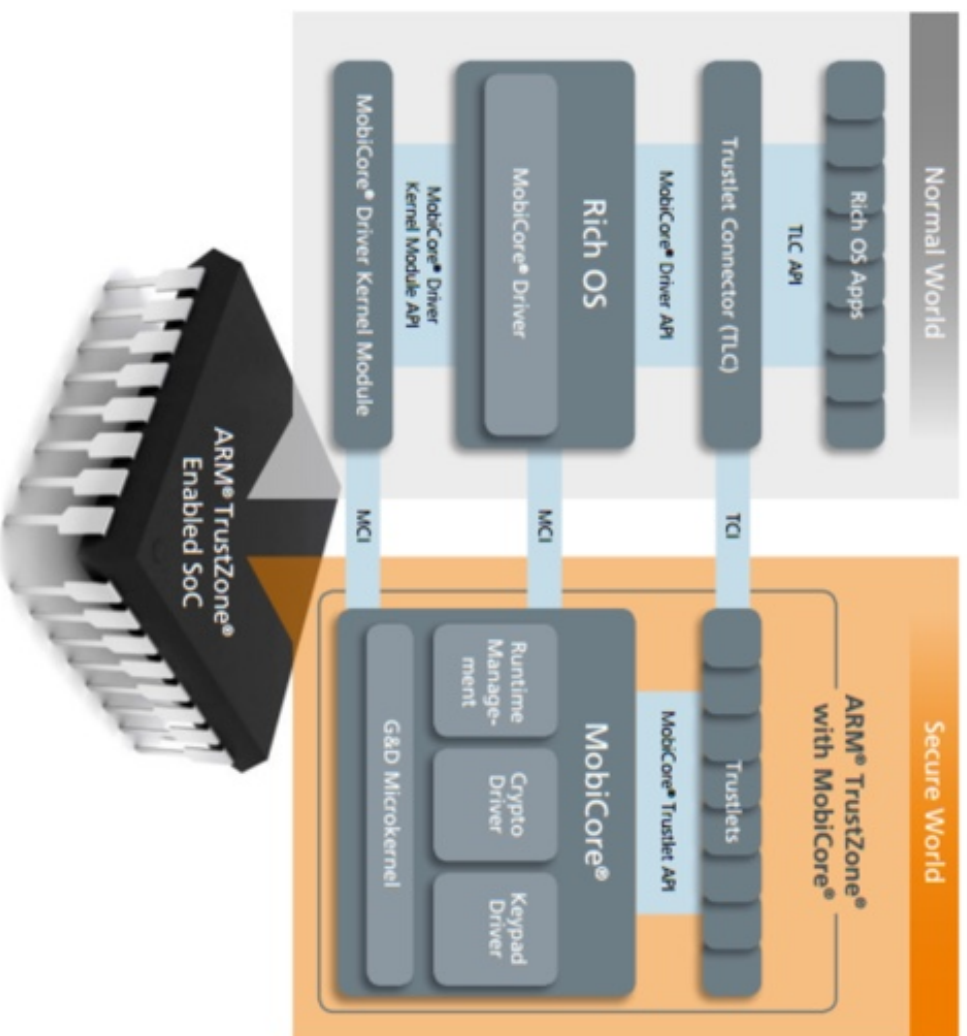 Normal World
Secure World
Rich OS Apps
TLC API
Trustlet Connector (TLC)
MobiCore® Driver API
Rich OS
MobiCore® Driver
MobiCore® Driver
Kernel Module API
MobiCore® Driver Kernel Module
TCI
MCI
MCI
ARM® TrustZone®
with MobiCore®
Trustlets
MobiCore® Trustlet API
MobiCore®
Runtime
Manage-
ment
Crypto
Driver
Keypad
Driver
G&D Microkernel
ARM® TrustZone®
Enabled SoC